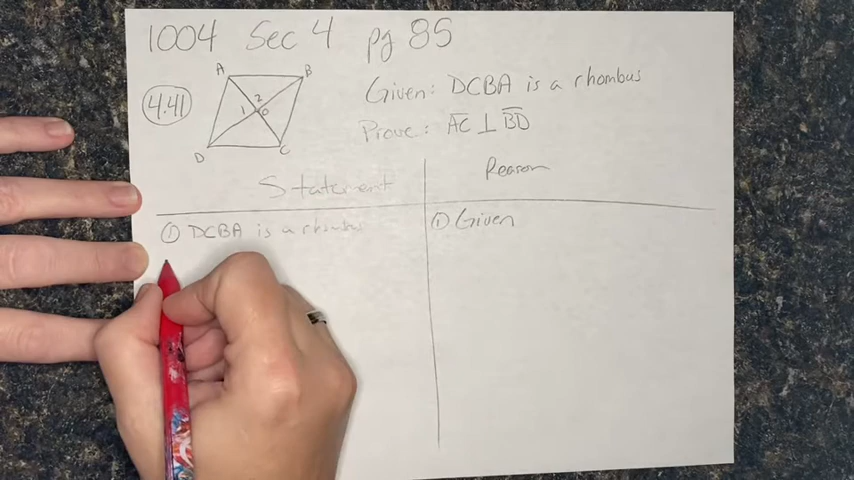 1004 Sec 4 pg 85
4.41
A B
1 2 O
D C
Given: DCBA is a rhombus
Prove: AC ⊥ BD
Statement Reason
① DCBA is a rhombus ① Given